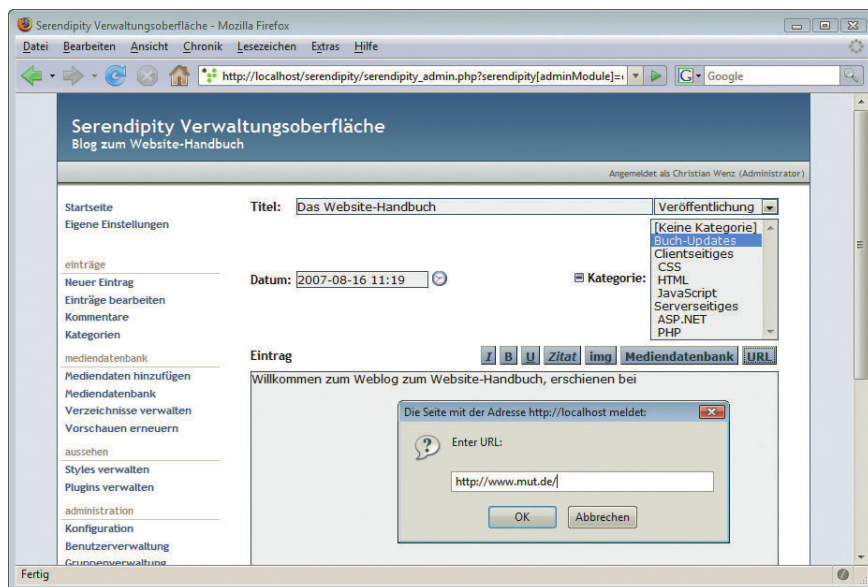 Serendipity Verwaltungsoberfläche - Mozilla Firefox
Datei Bearbeiten Ansicht Chronik Lesezeichen Extras Hilfe
http://localhost/serendipity/serendipity_admin.php?serendipity[adminModule]=
G Google
Serendipity Verwaltungsoberfläche
Blog zum Website-Handbuch
Angemeldet als Christian Wenz (Administrator)
Startseite
Eigene Einstellungen
einträge
Neuer Eintrag
Einträge bearbeiten
Kommentare
Kategorien
mediendatenbank
Mediendaten hinzufügen
Mediendatenbank
Verzeichnisse verwalten
Vorschauen erneuern
aussehen
Styles verwalten
Plugins verwalten
administration
Konfiguration
Benutzerverwaltung
Gruppenverwaltung
Titel: Das Website-Handbuch Veröffentlichung
Datum: 2007-08-16 11:19
Kategorie:
[Keine Kategorie]
Buch-Updates
Clientseitiges
CSS
HTML
JavaScript
Serverseitiges
ASP.NET
PHP
Eintrag I B U Zitat img Mediendatenbank URL
Willkommen zum Weblog zum Website-Handbuch, erschienen bei
Die Seite mit der Adresse http://localhost meldet:
Enter URL:
http://www.mut.de/
OK Abbrechen
Fertig